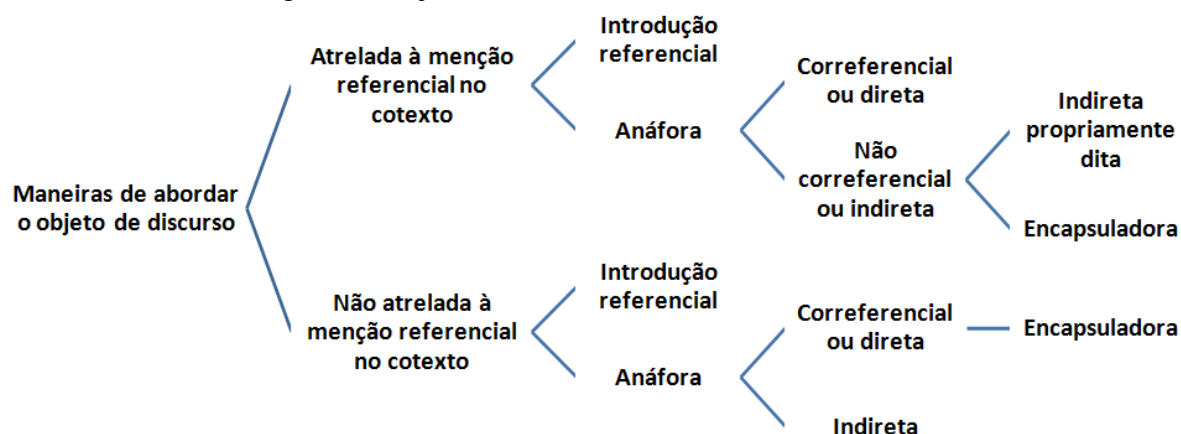 Maneiras de abordar
o objeto de discurso
Atrelada à menção
referencial no
cotexto
Introdução
referencial
Anáfora
Correferencial
ou direta
Não
correferencial
ou indireta
Indireta
propriamente
dita
Encapsuladora
Não atrelada à
menção referencial
no cotexto
Introdução
referencial
Anáfora
Correferencial
ou direta
Encapsuladora
Indireta